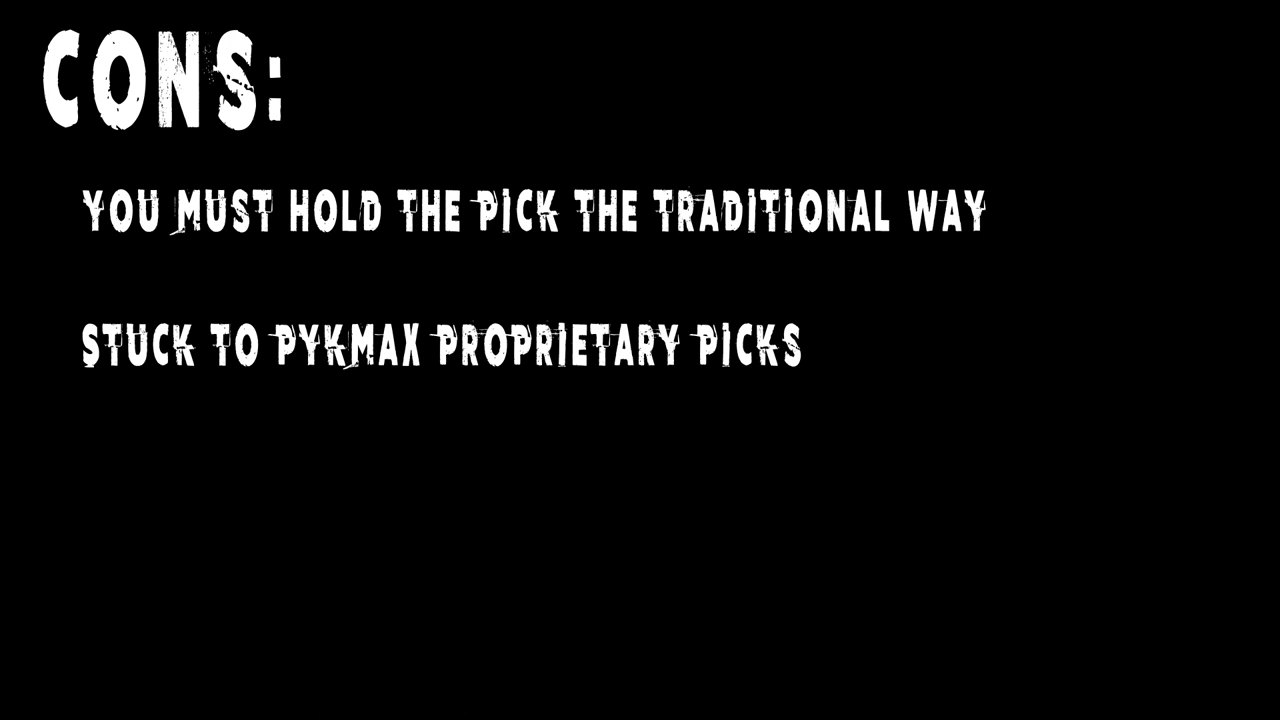 CONS:
YOU MUST HOLD THE PICK THE TRADITIONAL WAY
STUCK TO PYKMAX PROPRIETARY PICKS